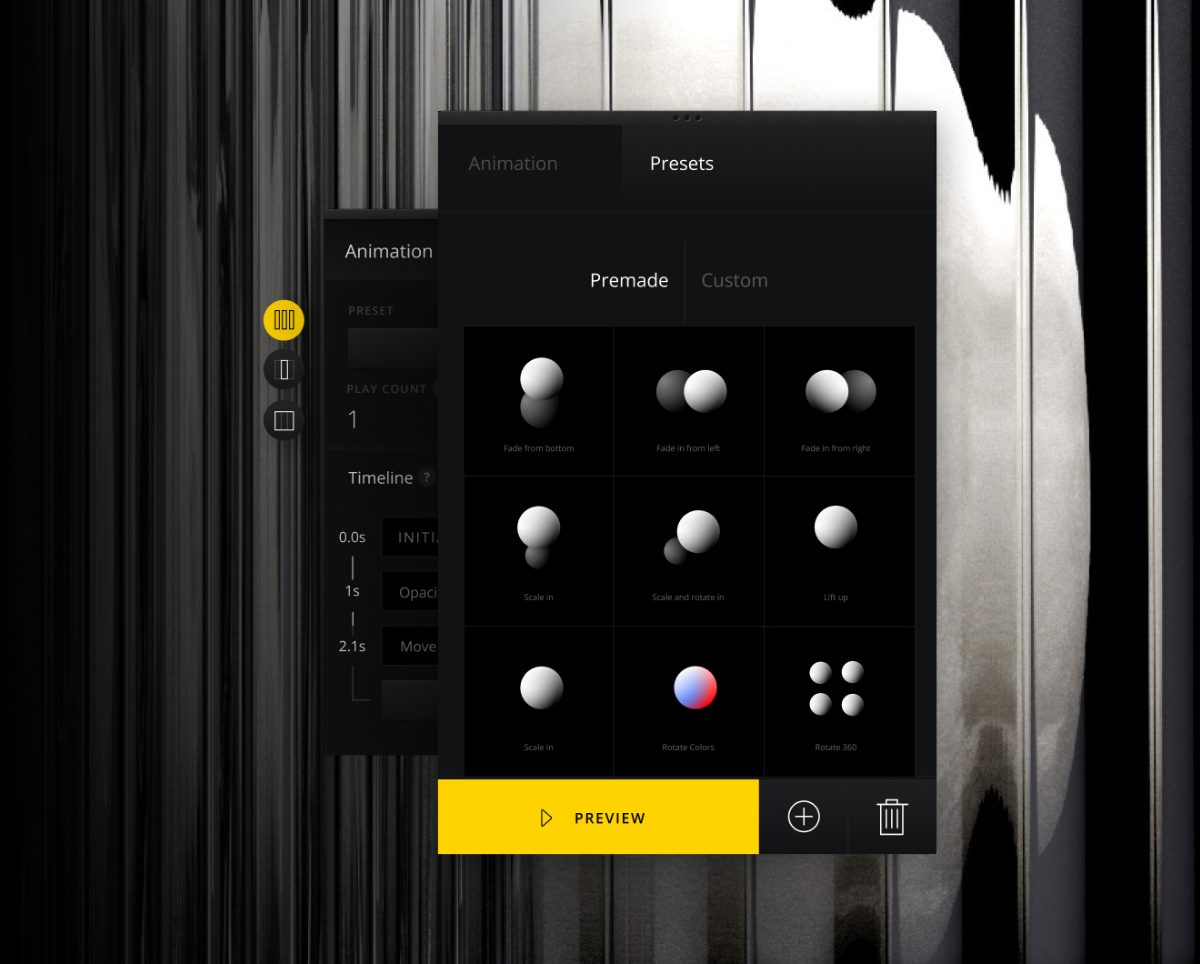 Animation
Presets
Premade
Custom
Fade from bottom
Fade in from left
Fade in from right
Scale in
Scale and rotate in
Lift up
Scale in
Rotate Colors
Rotate 360
PREVIEW
Animation
PRESET
PLAY COUNT
1
Timeline ?
0.0s
INITI
1s
Opaci
2.1s
Move